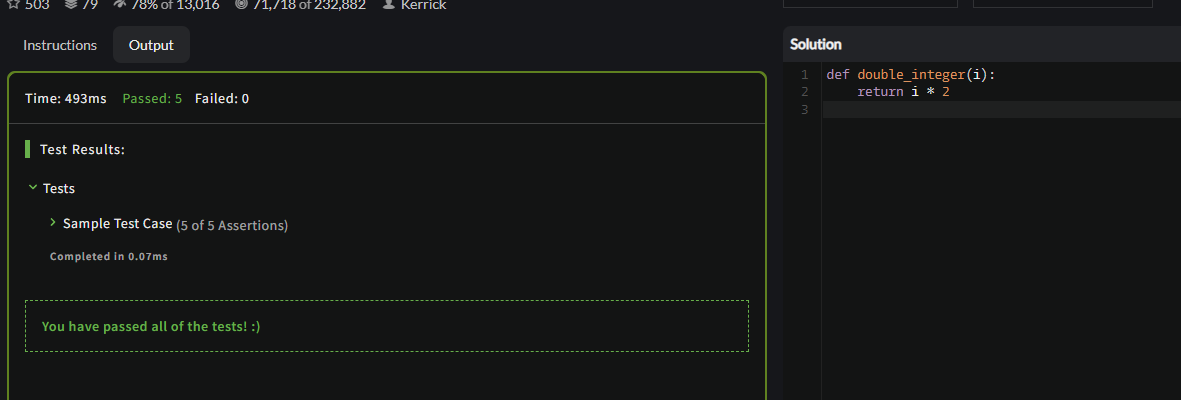 503 79 78% of 13,016 71,718 of 232,882 Kerrick
Instructions Output
Time: 493ms Passed: 5 Failed: 0
Test Results:
Tests
Sample Test Case (5 of 5 Assertions)
Completed in 0.07ms
You have passed all of the tests! :)
Solution
1 def double_integer(i):
2     return i * 2
3